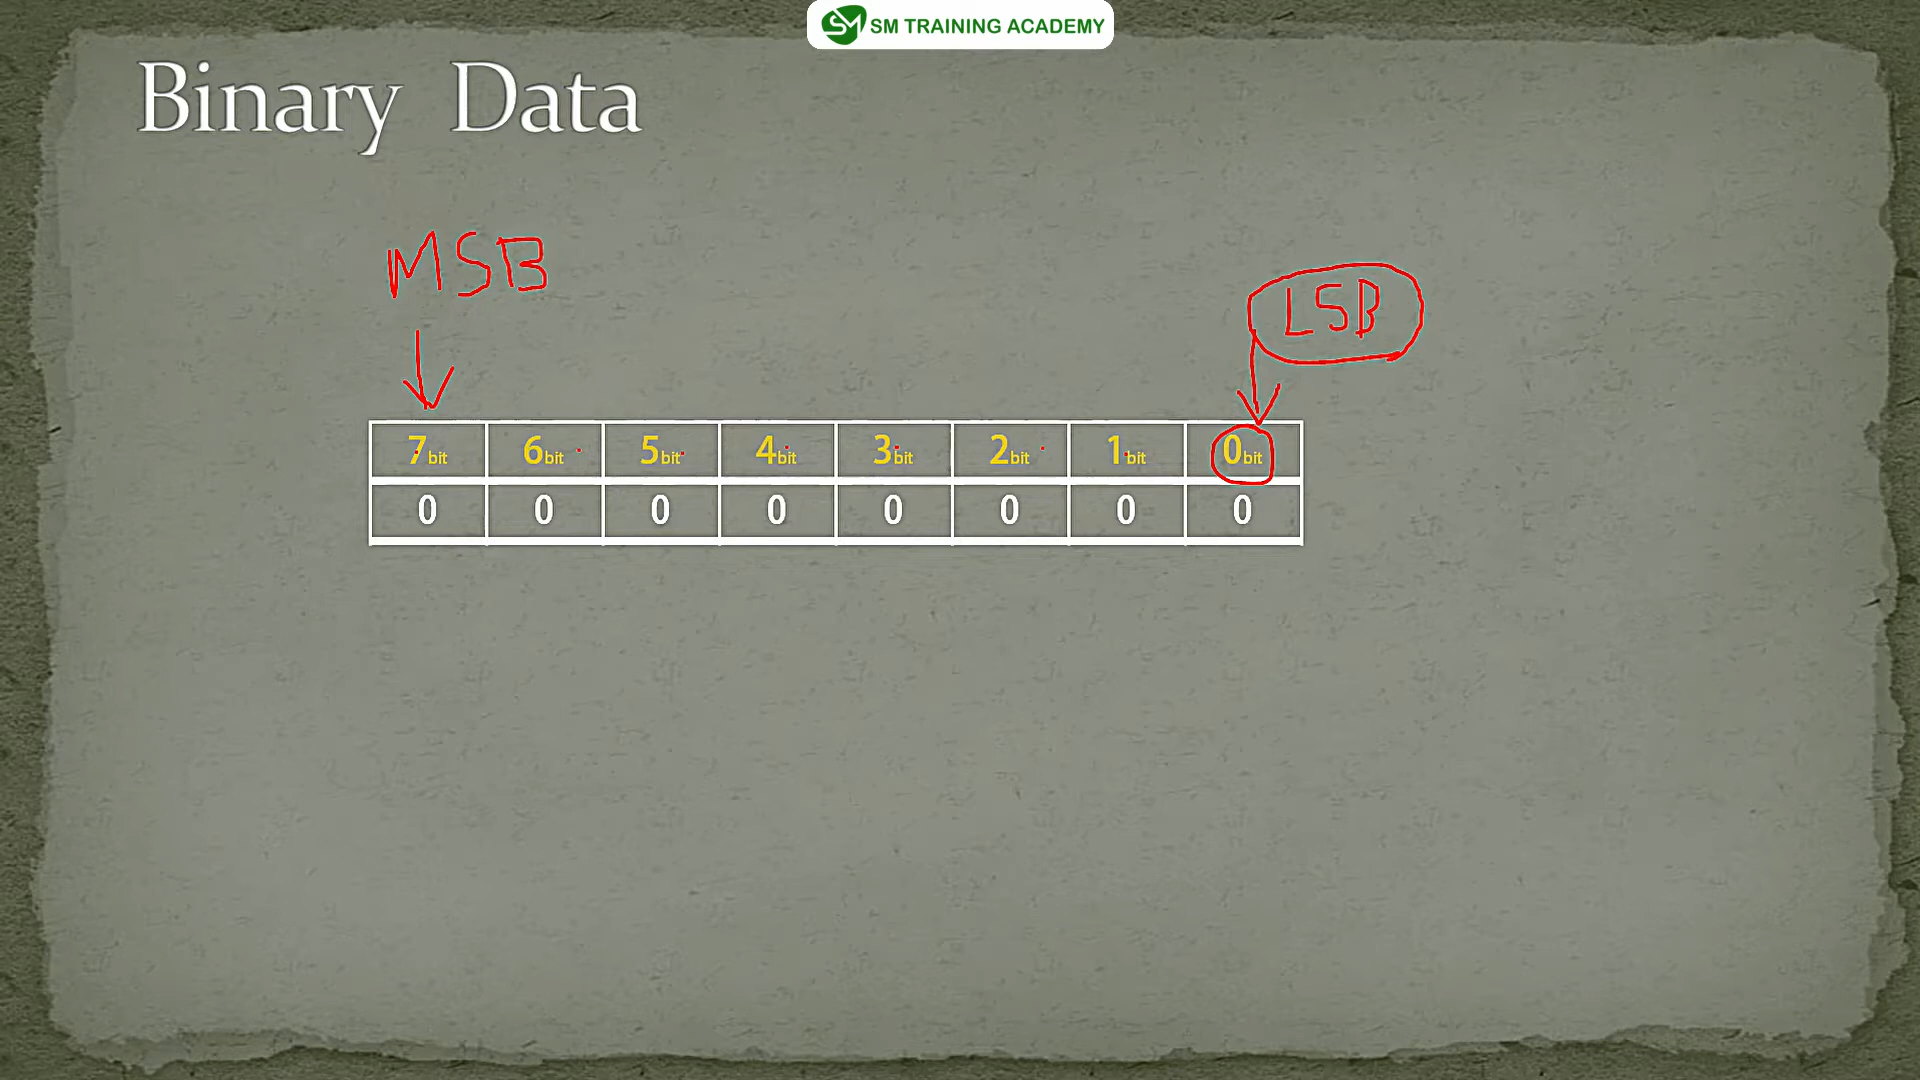 SM TRAINING ACADEMY
Binary Data
MSB
LSB
7bit 6bit 5bit 4bit 3bit 2bit 1bit 0bit
0 0 0 0 0 0 0 0